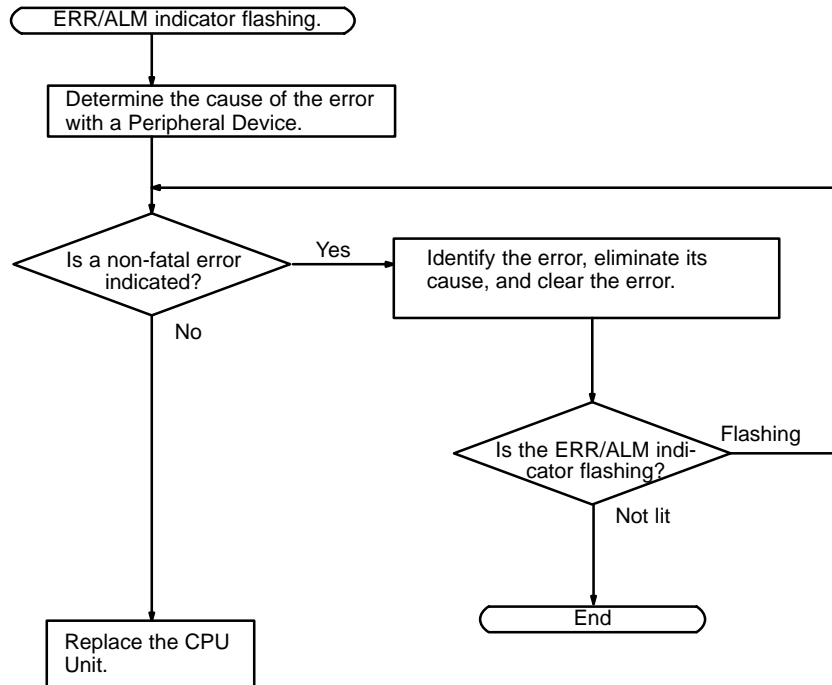 ERR/ALM indicator flashing.
Determine the cause of the error
with a Peripheral Device.
Is a non-fatal error
indicated?
Yes
Identify the error, eliminate its
cause, and clear the error.
No
Is the ERR/ALM indi-
cator flashing?
Flashing
Not lit
End
Replace the CPU
Unit.